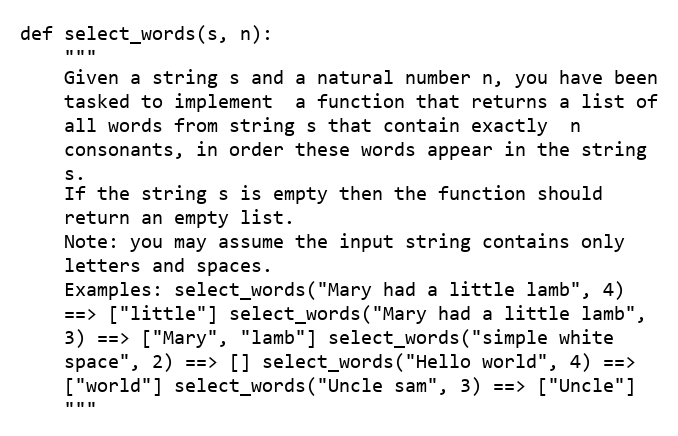 def select_words(s, n):
"""
Given a string s and a natural number n, you have been
tasked to implement  a function that returns a list of
all words from string s that contain exactly  n
consonants, in order these words appear in the string
s.
If the string s is empty then the function should
return an empty list.
Note: you may assume the input string contains only
letters and spaces.
Examples: select_words("Mary had a little lamb", 4)
==> ["little"] select_words("Mary had a little lamb",
3) ==> ["Mary", "lamb"] select_words("simple white
space", 2) ==> [] select_words("Hello world", 4) ==>
["world"] select_words("Uncle sam", 3) ==> ["Uncle"]
"""